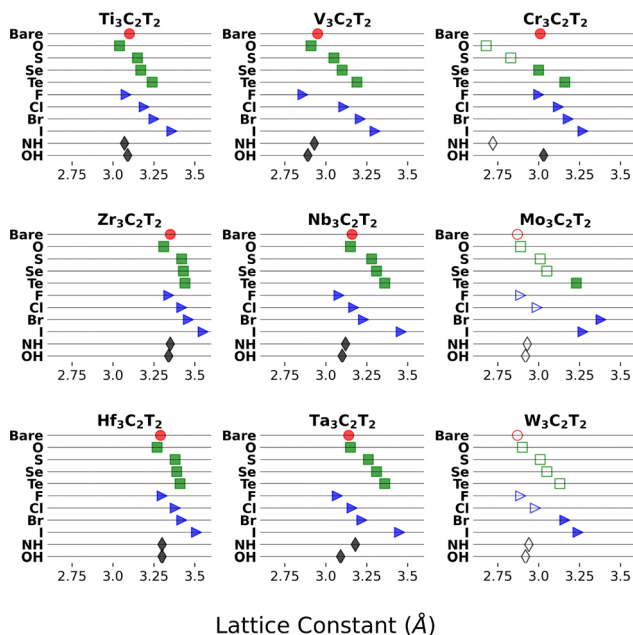 Ti₃C₂T₂
Bare
O
S
Se
Te
F
Cl
Br
I
NH
OH
2.75 3.0 3.25 3.5
V₃C₂T₂
Bare
O
S
Se
Te
F
Cl
Br
I
NH
OH
2.75 3.0 3.25 3.5
Cr₃C₂T₂
Bare
O
S
Se
Te
F
Cl
Br
I
NH
OH
2.75 3.0 3.25 3.5
Zr₃C₂T₂
Bare
O
S
Se
Te
F
Cl
Br
I
NH
OH
2.75 3.0 3.25 3.5
Nb₃C₂T₂
Bare
O
S
Se
Te
F
Cl
Br
I
NH
OH
2.75 3.0 3.25 3.5
Mo₃C₂T₂
Bare
O
S
Se
Te
F
Cl
Br
I
NH
OH
2.75 3.0 3.25 3.5
Hf₃C₂T₂
Bare
O
S
Se
Te
F
Cl
Br
I
NH
OH
2.75 3.0 3.25 3.5
Ta₃C₂T₂
Bare
O
S
Se
Te
F
Cl
Br
I
NH
OH
2.75 3.0 3.25 3.5
W₃C₂T₂
Bare
O
S
Se
Te
F
Cl
Br
I
NH
OH
2.75 3.0 3.25 3.5
Lattice Constant (Å)